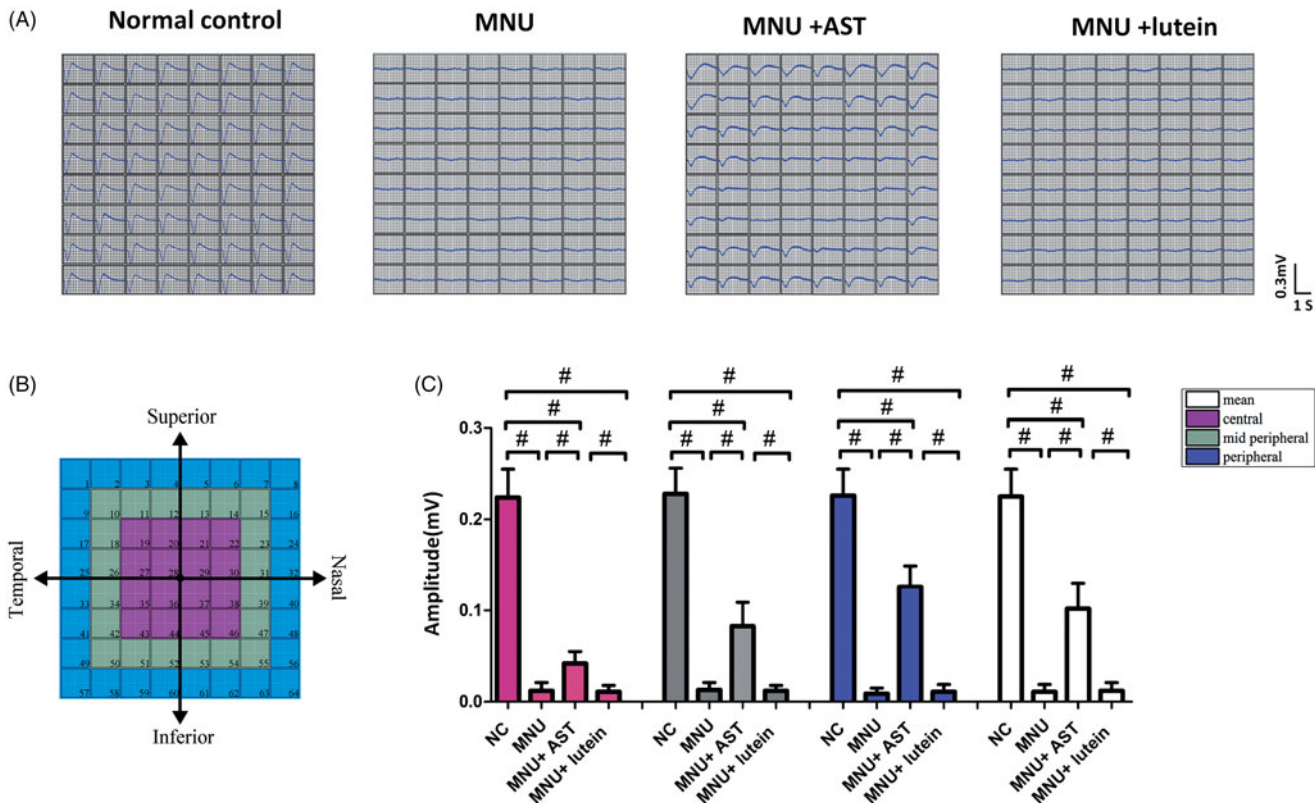 (A)
Normal control
MNU
MNU +AST
MNU +lutein
0.3mV
1 S
(B)
Superior
Temporal
Nasal
Inferior
1 2 3 4 5 6 7 8
9 10 11 12 13 14 15 16
17 18 19 20 21 22 23 24
25 26 27 28 29 30 31 32
33 34 35 36 37 38 39 40
41 42 43 44 45 46 47 48
49 50 51 52 53 54 55 56
57 58 59 60 61 62 63 64
(C)
# # # #
# # # #
# # # # # # # # # # # #
Amplitude(mV)
0.3
0.2
0.1
0.0
NC MNU MNU+ AST MNU+ lutein
NC MNU MNU+ AST MNU+ lutein
NC MNU MNU+ AST MNU+ lutein
NC MNU MNU+ AST MNU+ lutein
mean
central
mid peripheral
peripheral